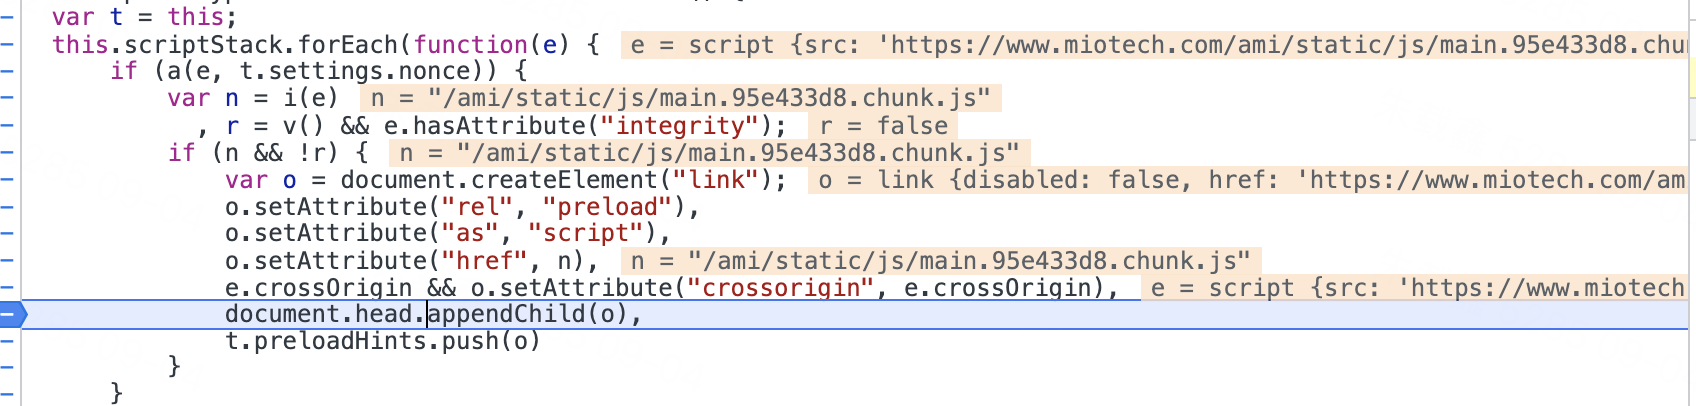 var t = this;
this.scriptStack.forEach(function(e) { e = script {src: 'https://www.miotech.com/ami/static/js/main.95e433d8.chu
if (a(e, t.settings.nonce)) {
var n = i(e) n = "/ami/static/js/main.95e433d8.chunk.js"
, r = v() && e.hasAttribute("integrity"); r = false
if (n && !r) { n = "/ami/static/js/main.95e433d8.chunk.js"
var o = document.createElement("link"); o = link {disabled: false, href: 'https://www.miotech.com/am
o.setAttribute("rel", "preload"),
o.setAttribute("as", "script"),
o.setAttribute("href", n), n = "/ami/static/js/main.95e433d8.chunk.js"
e.crossOrigin && o.setAttribute("crossorigin", e.crossOrigin), e = script {src: 'https://www.miotech
document.head.appendChild(o),
t.preloadHints.push(o)
}
}